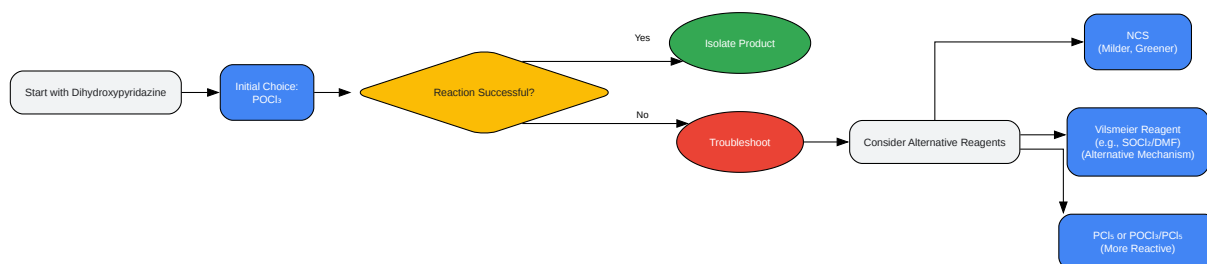 Start with Dihydroxypyridazine
Initial Choice:
POCl₃
Reaction Successful?
Yes
Isolate Product
No
Troubleshoot
Consider Alternative Reagents
NCS
(Milder, Greener)
Vilsmeier Reagent
(e.g., SOCl₂/DMF)
(Alternative Mechanism)
PCl₅ or POCl₃/PCl₅
(More Reactive)